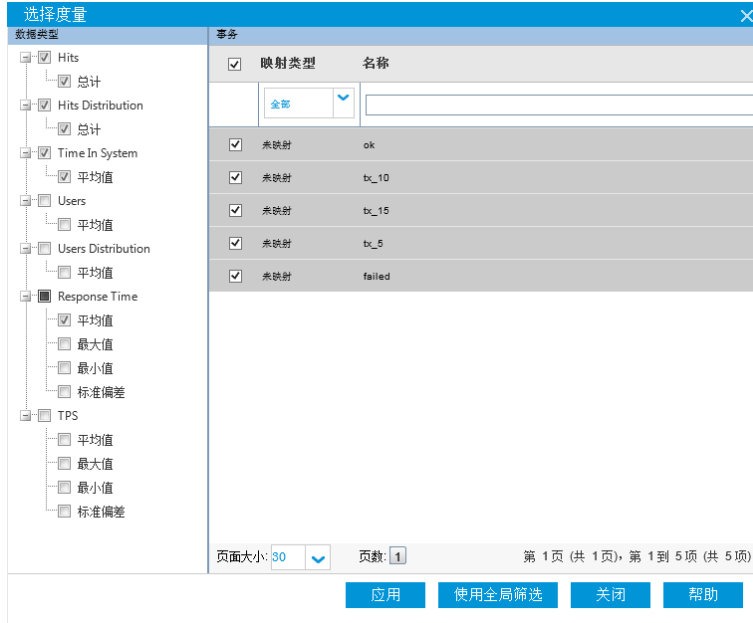 选择度量
数据类型
Hits
总计
Hits Distribution
总计
Time In System
平均值
Users
平均值
Users Distribution
平均值
Response Time
平均值
最大值
最小值
标准偏差
TPS
平均值
最大值
最小值
标准偏差
事务
映射类型 名称
全部
未映射 ok
未映射 tx_10
未映射 tx_15
未映射 tx_5
未映射 failed
页面大小: 30 页数: 1 第 1页 (共 1页), 第 1到 5项 (共 5项)
应用 使用全局筛选 关闭 帮助